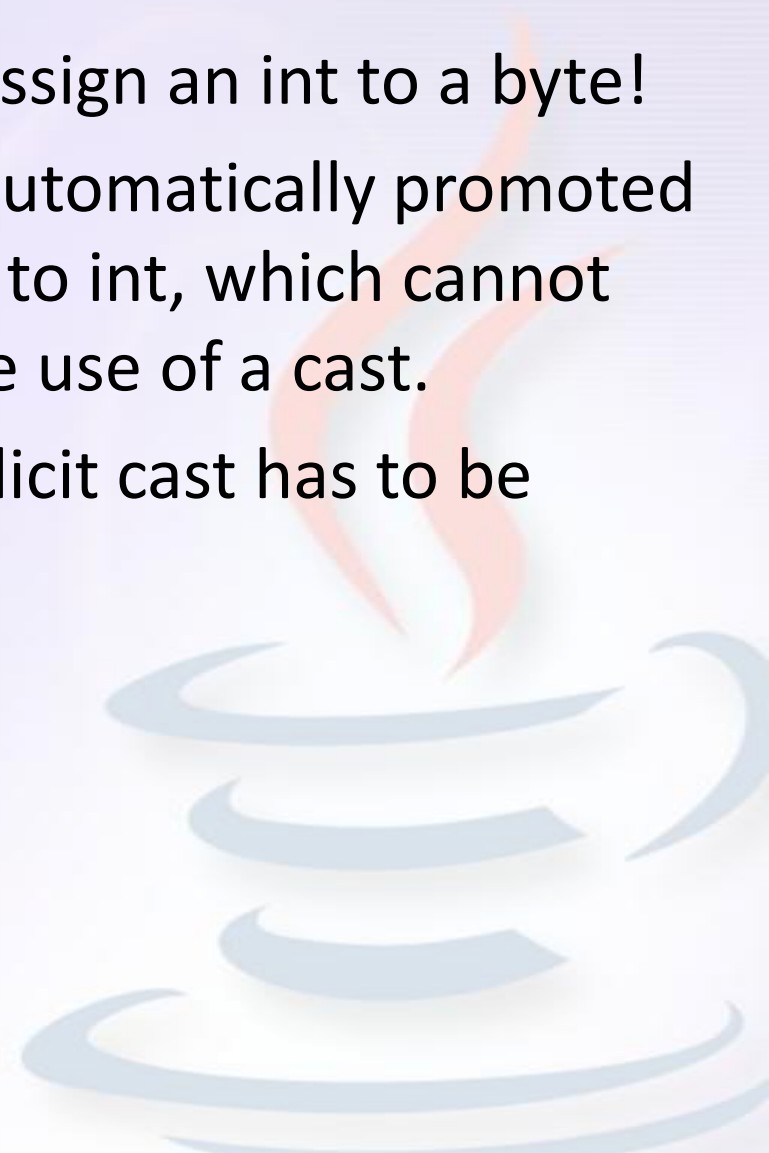 ssign an int to a byte!
utomatically promoted
to int, which cannot
e use of a cast.
licit cast has to be